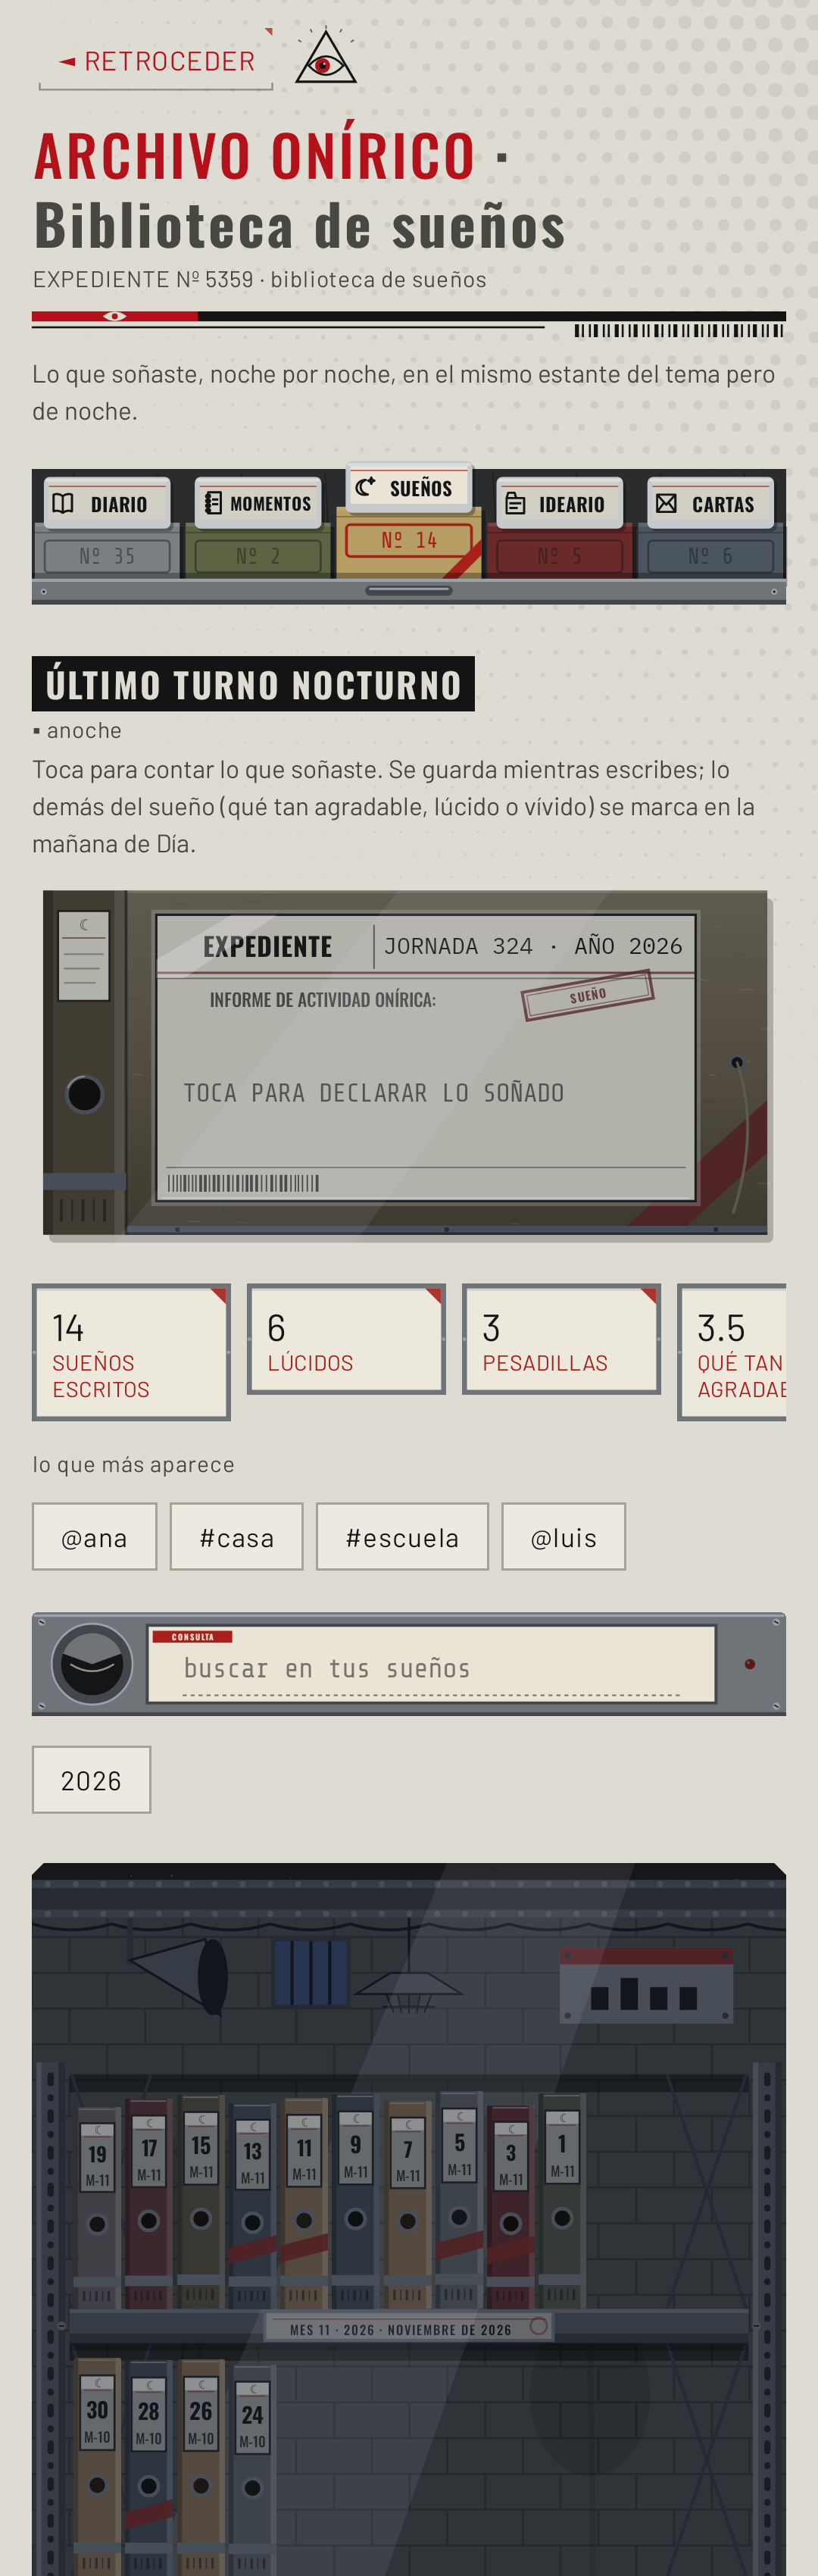 ◄ RETROCEDER
ARCHIVO ONÍRICO ·
Biblioteca de sueños
EXPEDIENTE Nº 5359 · biblioteca de sueños
Lo que soñaste, noche por noche, en el mismo estante del tema pero
de noche.
DIARIO MOMENTOS SUEÑOS IDEARIO CARTAS
Nº 35 Nº 2 Nº 14 Nº 5 Nº 6
ÚLTIMO TURNO NOCTURNO
▪ anoche
Toca para contar lo que soñaste. Se guarda mientras escribes; lo
demás del sueño (qué tan agradable, lúcido o vívido) se marca en la
mañana de Día.
EXPEDIENTE JORNADA 324 · AÑO 2026
INFORME DE ACTIVIDAD ONÍRICA:
SUEÑO
TOCA PARA DECLARAR LO SOÑADO
14
SUEÑOS
ESCRITOS
6
LÚCIDOS
3
PESADILLAS
3.5
QUÉ TAN
AGRADAB
lo que más aparece
@ana #casa #escuela @luis
CONSULTA
buscar en tus sueños
2026
19 17 15 13 11 9 7 5 3 1
M-11 M-11 M-11 M-11 M-11 M-11 M-11 M-11 M-11 M-11
MES 11 · 2026 · NOVIEMBRE DE 2026
30 28 26 24
M-10 M-10 M-10 M-10